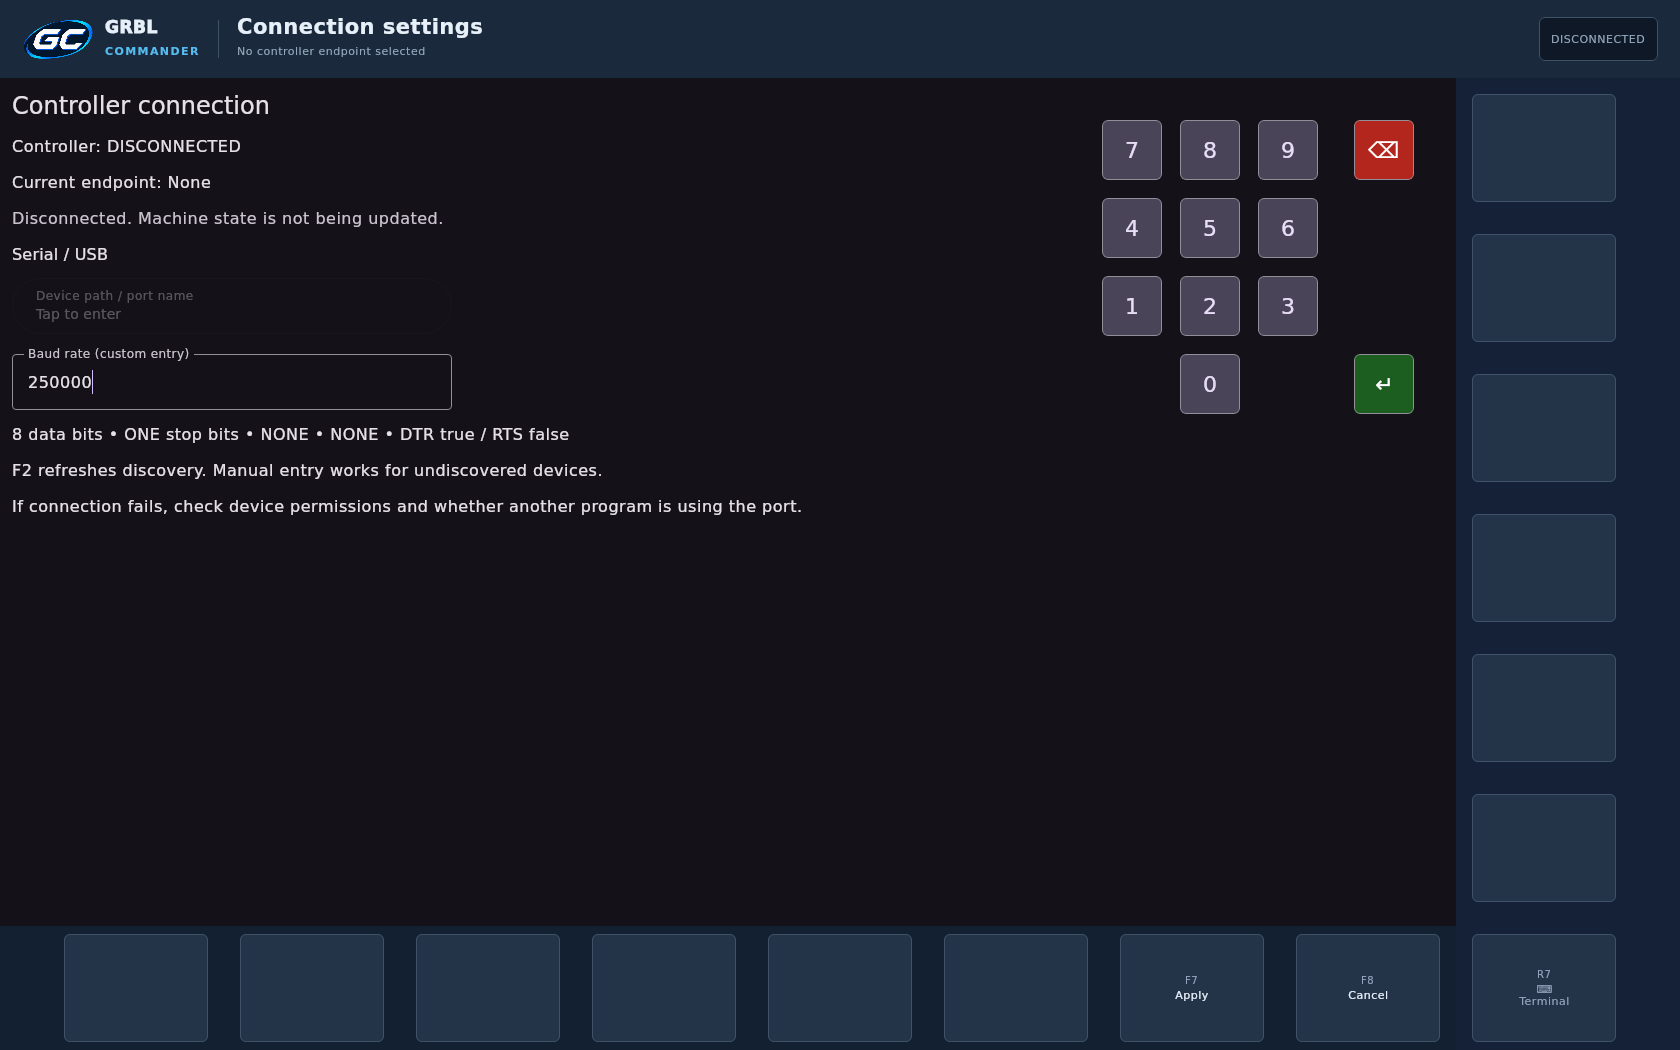 GC
GRBL
COMMANDER
Connection settings
No controller endpoint selected
DISCONNECTED
Controller connection
Controller: DISCONNECTED
Current endpoint: None
Disconnected. Machine state is not being updated.
Serial / USB
Device path / port name
Tap to enter
Baud rate (custom entry)
250000
8 data bits • ONE stop bits • NONE • NONE • DTR true / RTS false
F2 refreshes discovery. Manual entry works for undiscovered devices.
If connection fails, check device permissions and whether another program is using the port.
7 8 9 ⌫
4 5 6
1 2 3
0 ↵
F7
Apply
F8
Cancel
R7
⌨
Terminal